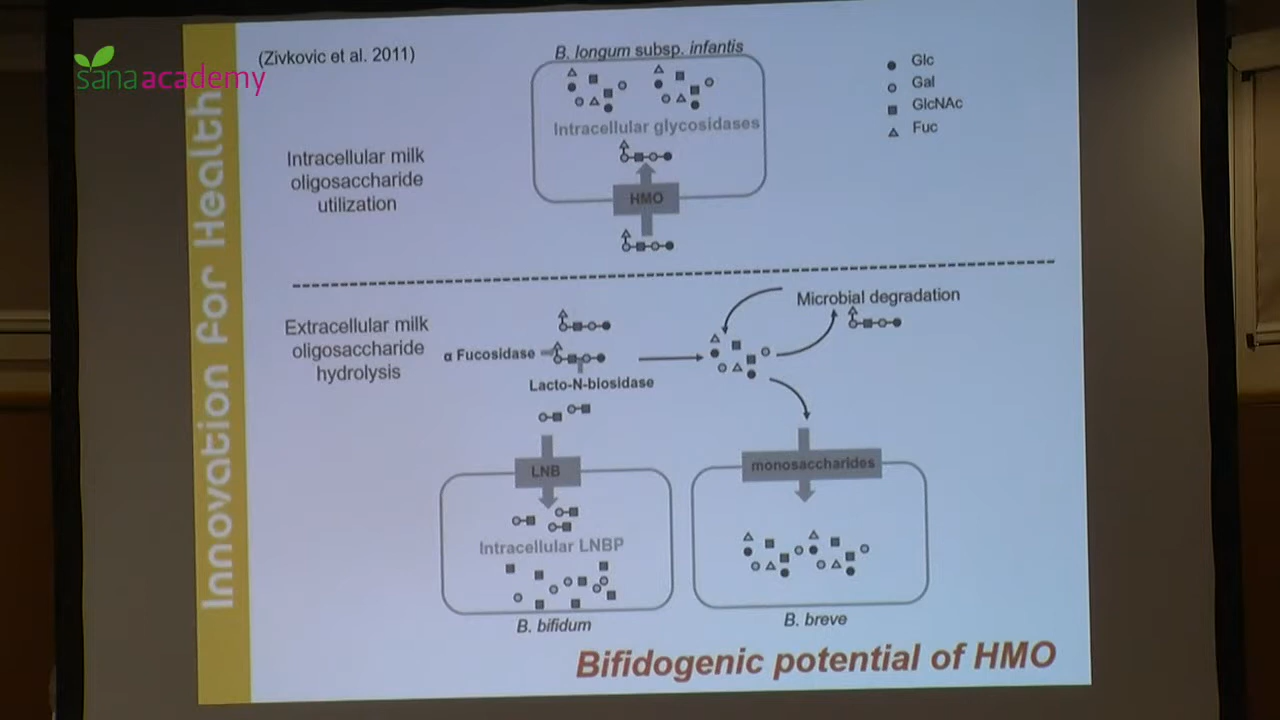 sanaacademy
Innovation for Health
(Zivkovic et al. 2011)
B. longum subsp. infantis
Intracellular glycosidases
HMO
Glc
Gal
GlcNAc
Fuc
Intracellular milk
oligosaccharide
utilization
Extracellular milk
oligosaccharide
hydrolysis
α Fucosidase
Lacto-N-biosidase
Microbial degradation
LNB
Intracellular LNBP
B. bifidum
monosaccharides
B. breve
Bifidogenic potential of HMO